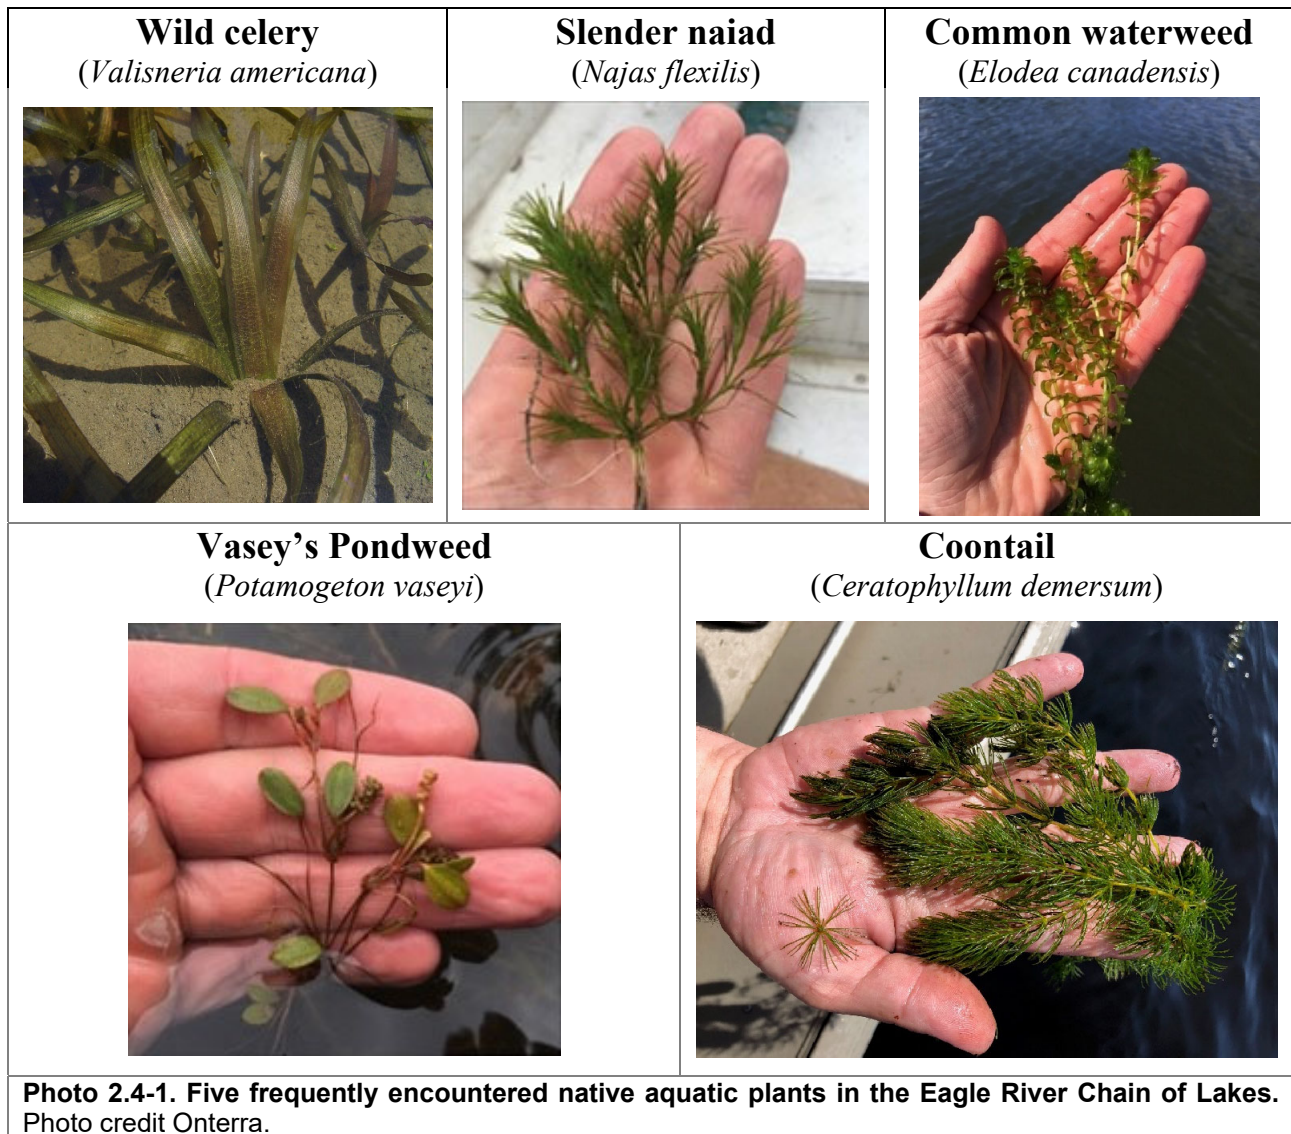 Wild celery
(Valisneria americana)
Slender naiad
(Najas flexilis)
Common waterweed
(Elodea canadensis)
Vasey’s Pondweed
(Potamogeton vaseyi)
Coontail
(Ceratophyllum demersum)
Photo 2.4-1. Five frequently encountered native aquatic plants in the Eagle River Chain of Lakes.
Photo credit Onterra.